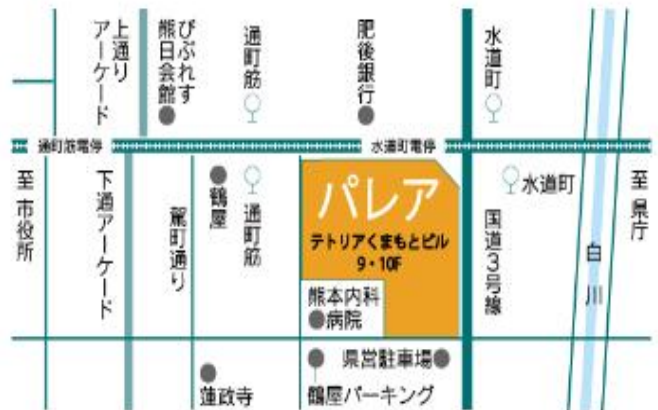 上通り
アーケード
びぷれす
熊日会館
通町筋
肥後銀行
水道町
通町筋電停
水道町電停
至 市役所
下通アーケード
駕町通り
鶴屋
通町筋
パレア
テトリアくまもとビル
9・10F
熊本内科
病院
国道3号線
水道町
白川
至 県庁
蓮政寺
県営駐車場
鶴屋パーキング